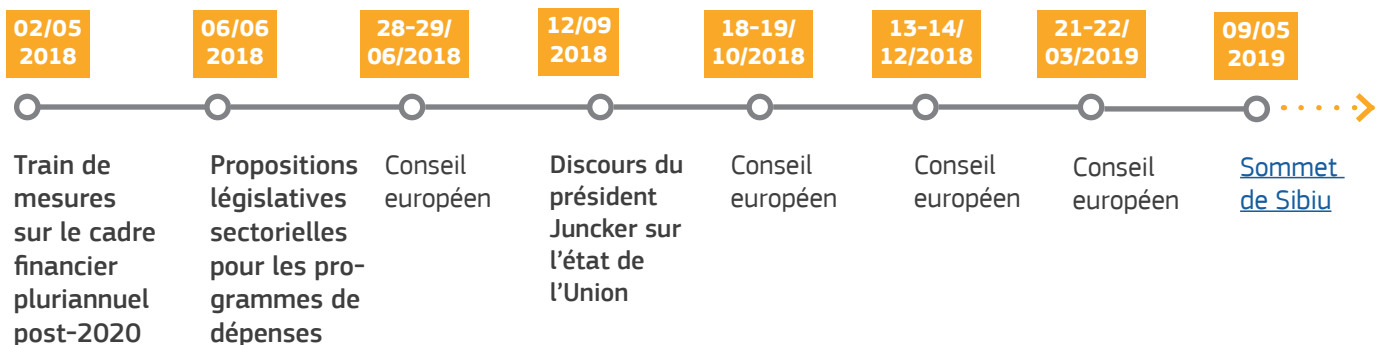 02/05
2018
06/06
2018
28-29/
06/2018
12/09
2018
18-19/
10/2018
13-14/
12/2018
21-22/
03/2019
09/05
2019
Train de
mesures
sur le cadre
financier
pluriannuel
post-2020
Propositions
législatives
sectorielles
pour les pro-
grammes de
dépenses
Conseil
européen
Discours du
président
Juncker sur
l'état de
l'Union
Conseil
européen
Conseil
européen
Conseil
européen
Sommet
de Sibiu